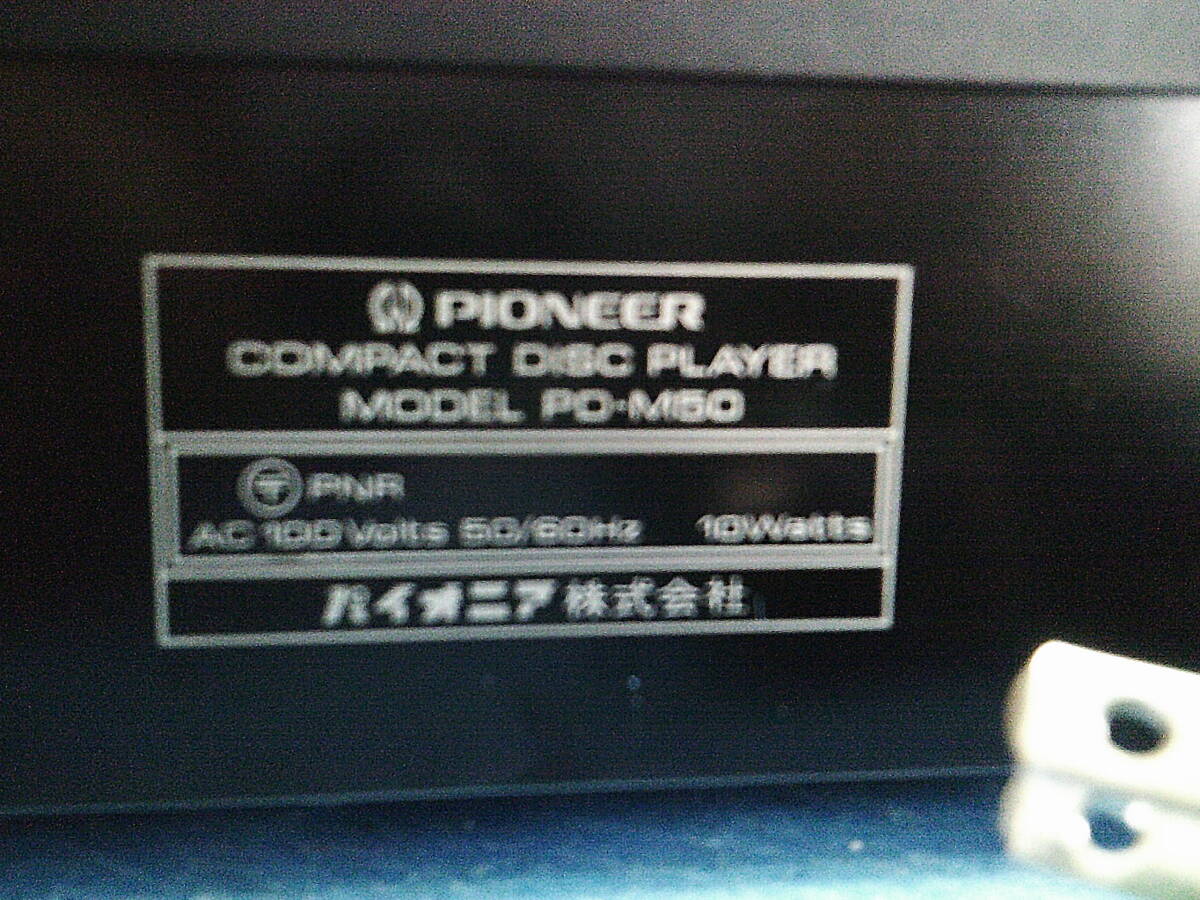 PIONEER
COMPACT DISC PLAYER
MODEL PD-M50
PNR
AC 100 Volts 50/60Hz 10Watts
パイオニア株式会社